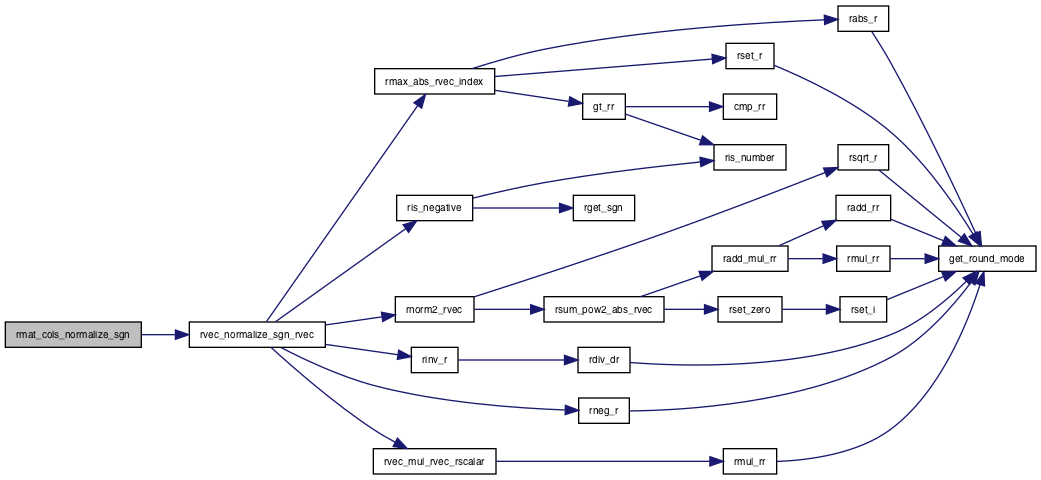 rabs_r
rset_r
rmax_abs_rvec_index
gt_rr
cmp_rr
ris_number
rsqrt_r
ris_negative
rget_sgn
radd_rr
radd_mul_rr
rmul_rr
get_round_mode
rnorm2_rvec
rsum_pow2_abs_rvec
rset_zero
rset_i
rmat_cols_normalize_sgn
rvec_normalize_sgn_rvec
rinv_r
rdiv_dr
rneg_r
rvec_mul_rvec_rscalar
rmul_rr